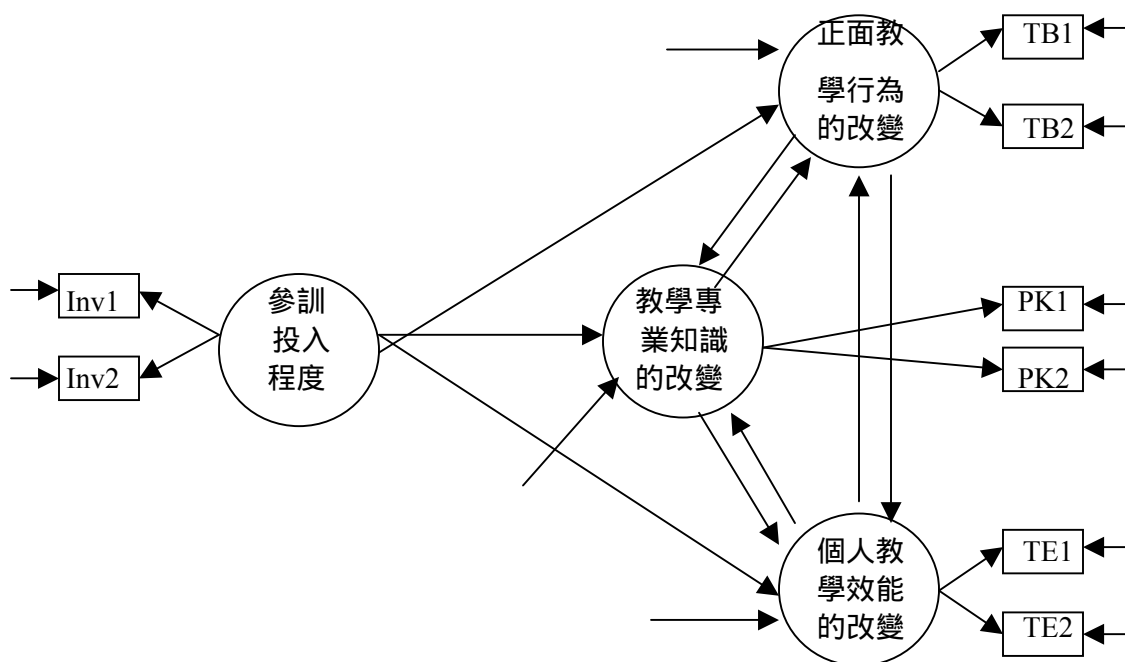 正面教
學行為
的改變
TB1
TB2
Inv1
Inv2
參訓
投入
程度
教學專
業知識
的改變
PK1
PK2
個人教
學效能
的改變
TE1
TE2